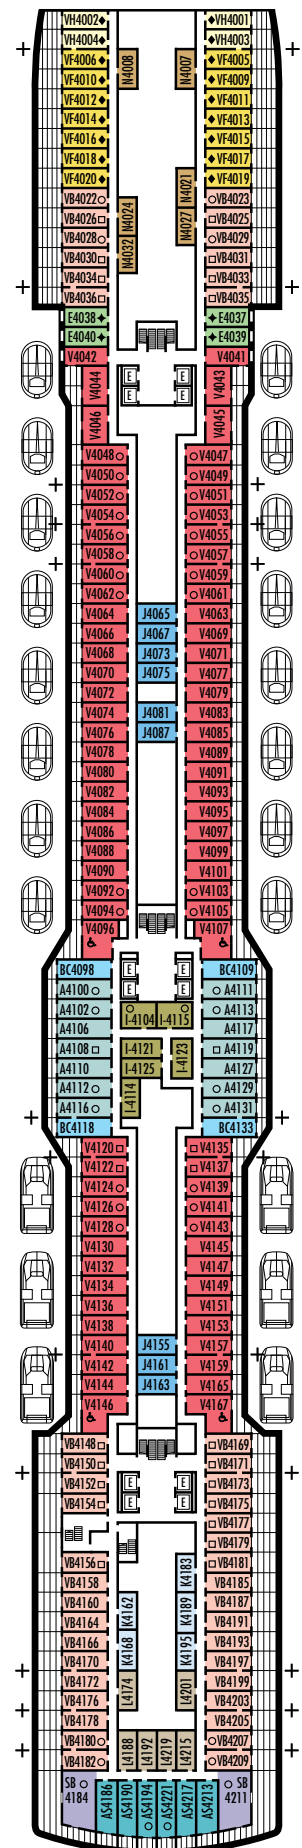 VH4002 VH4001
VH4004 VH4003
VF4006 N4008 N4007 VF4005
VF4010 VF4009
VF4012 VF4011
VF4014 VF4013
VF4016 VF4015
VF4018 VF4017
VF4020 N4021 VF4019
VB4022 VB4023
VB4026 N4024 N4027 VB4025
VB4028 VB4029
VB4030 N4032 VB4031
VB4034 VB4033
VB4036 VB4035
E4038 E4037
E4040 E4039
V4042 V4041
V4044 E E V4043
E E
V4046 V4045
V4048 V4047
V4050 V4049
V4052 V4051
V4054 V4053
V4056 V4055
V4058 V4057
V4060 V4059
V4062 V4061
V4064 J4065 V4063
V4066 J4067 V4069
V4068 J4073 V4071
V4070 J4075 V4077
V4072 V4079
V4074 J4081 V4083
V4076 J4087 V4085
V4078 V4089
V4080 V4091
V4082 V4093
V4084 V4095
V4086 V4097
V4088 V4099
V4090 V4101
V4092 V4103
V4094 V4105
V4096 V4107
BC4098 E E BC4109
A4100 E E A4111
A4102 I-4104 I-4115 A4113
A4106 A4117
A4108 I-4121 I-4123 A4119
A4110 I-4125 A4127
A4112 I-4114 A4129
A4116 A4131
BC4118 BC4133
V4120 V4135
V4122 V4137
V4124 V4139
V4126 V4141
V4128 V4143
V4130 V4145
V4132 V4147
V4134 V4149
V4136 V4151
V4138 V4153
V4140 J4155 V4157
V4142 J4161 V4159
V4144 J4163 V4165
V4146 V4167
VB4148 VB4169
VB4150 VB4171
VB4152 E E VB4173
VB4154 E E VB4175
VB4177
VB4179
VB4156 K4183 VB4181
VB4158 VB4185
VB4160 K4162 K4189 VB4187
VB4164 VB4191
VB4166 K4168 K4195 VB4193
VB4170 VB4197
VB4172 L4174 L4201 VB4199
VB4176 VB4203
VB4178 VB4205
VB4180 L4188 L4192 L4219 L4215 VB4207
VB4182 VB4209
SB 4184 AS4186 AS4190 AS4194 AS4221 AS4217 AS4213 SB 4211